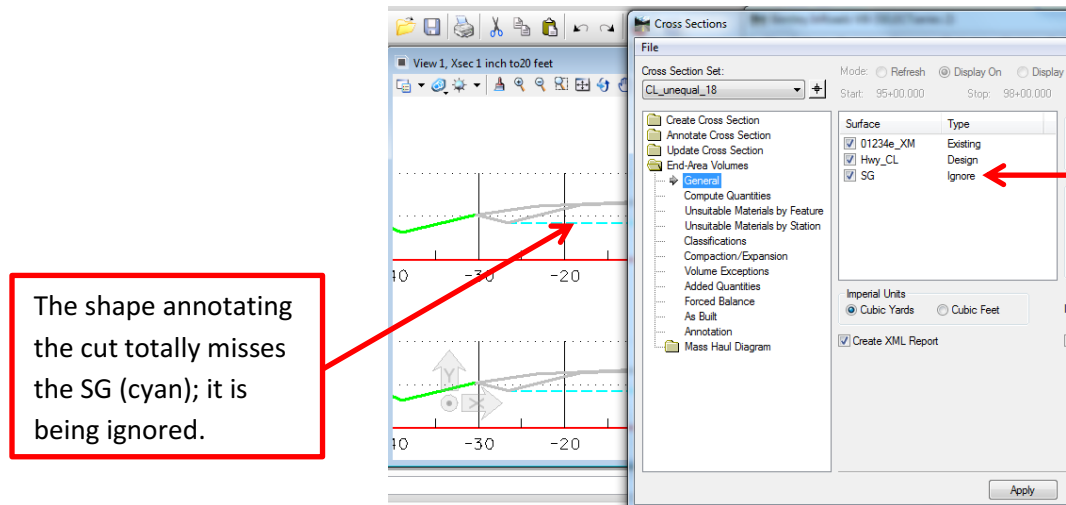 View 1, Xsec 1 inch to20 feet
40 -30 -20
40 -30 -20
Y
X
The shape annotating
the cut totally misses
the SG (cyan); it is
being ignored.
Cross Sections
File
Cross Section Set:
CL_unequal_18
Mode: Refresh Display On Display
Start: 95+00.000 Stop: 98+00.000
Create Cross Section
Annotate Cross Section
Update Cross Section
End-Area Volumes
General
Compute Quantities
Unsuitable Materials by Feature
Unsuitable Materials by Station
Classifications
Compaction/Expansion
Volume Exceptions
Added Quantities
Forced Balance
As Built
Annotation
Mass Haul Diagram
Surface Type
01234e_XM Existing
Hwy_CL Design
SG Ignore
Imperial Units
Cubic Yards Cubic Feet
Create XML Report
Apply